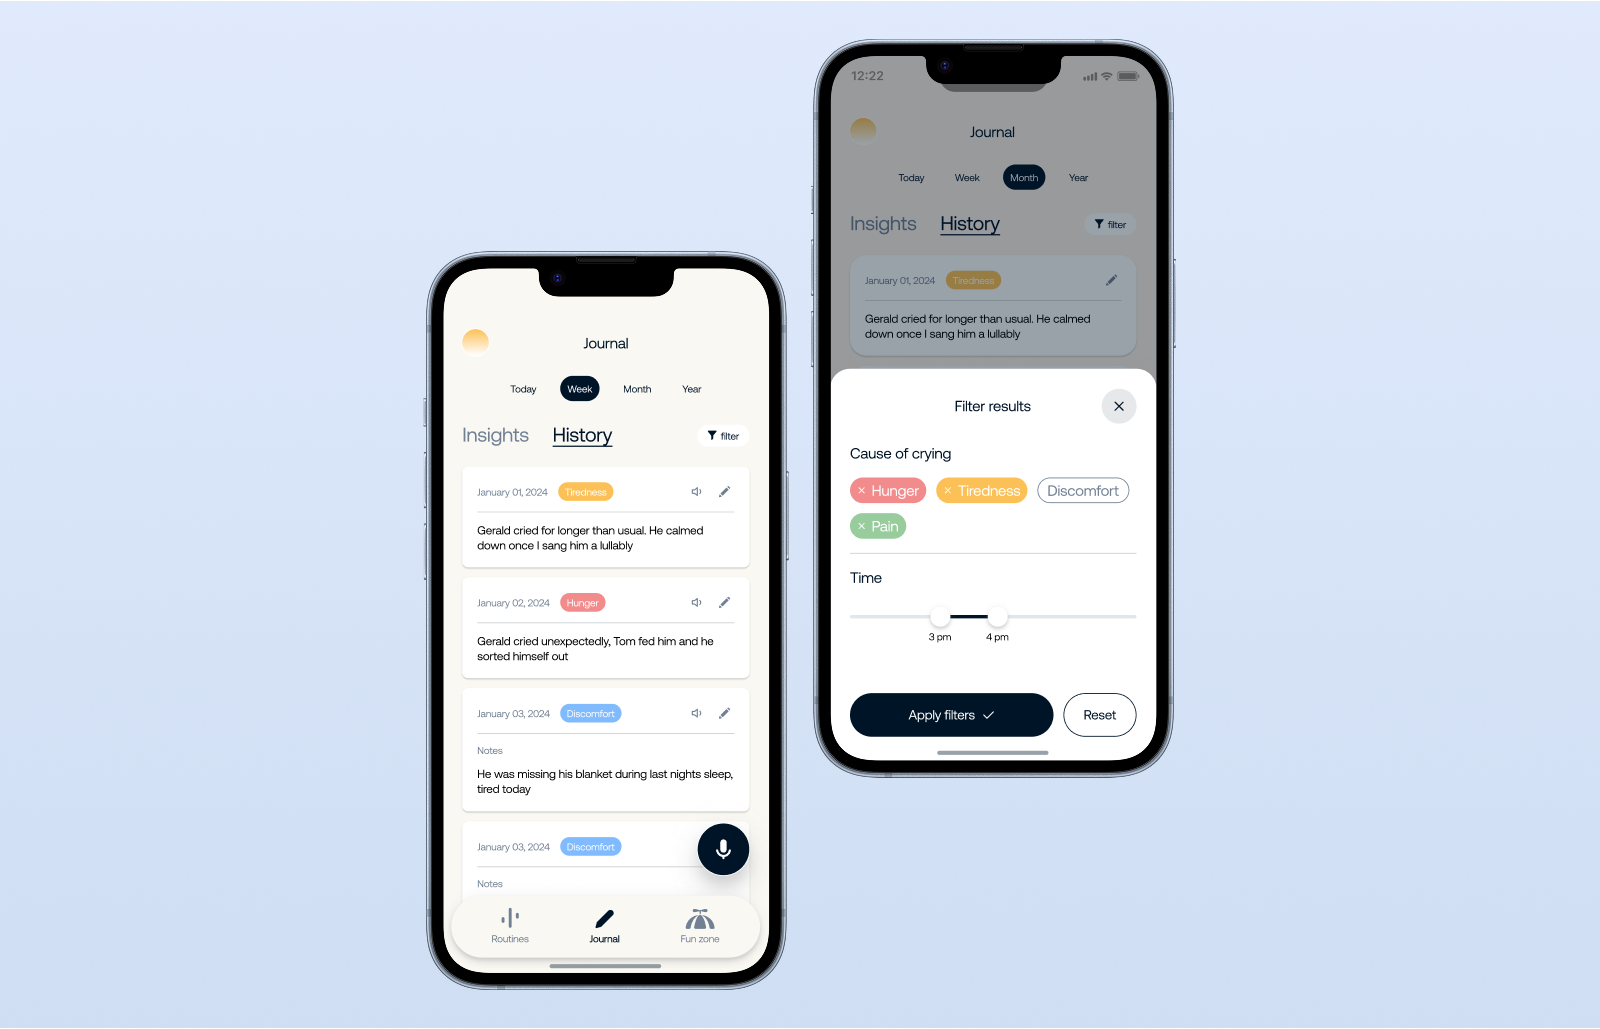 Journal
Today Week Month Year
Insights History filter
January 01, 2024 Tiredness
Gerald cried for longer than usual. He calmed
down once I sang him a lullably
January 02, 2024 Hunger
Gerald cried unexpectedly, Tom fed him and he
sorted himself out
January 03, 2024 Discomfort
Notes
He was missing his blanket during last nights sleep,
tired today
January 03, 2024 Discomfort
Notes
Routines Journal Fun zone
12:22
Journal
Today Week Month Year
Insights History filter
January 01, 2024 Tiredness
Gerald cried for longer than usual. He calmed
down once I sang him a lullably
Filter results
Cause of crying
Hunger Tiredness Discomfort
Pain
Time
3 pm 4 pm
Apply filters Reset